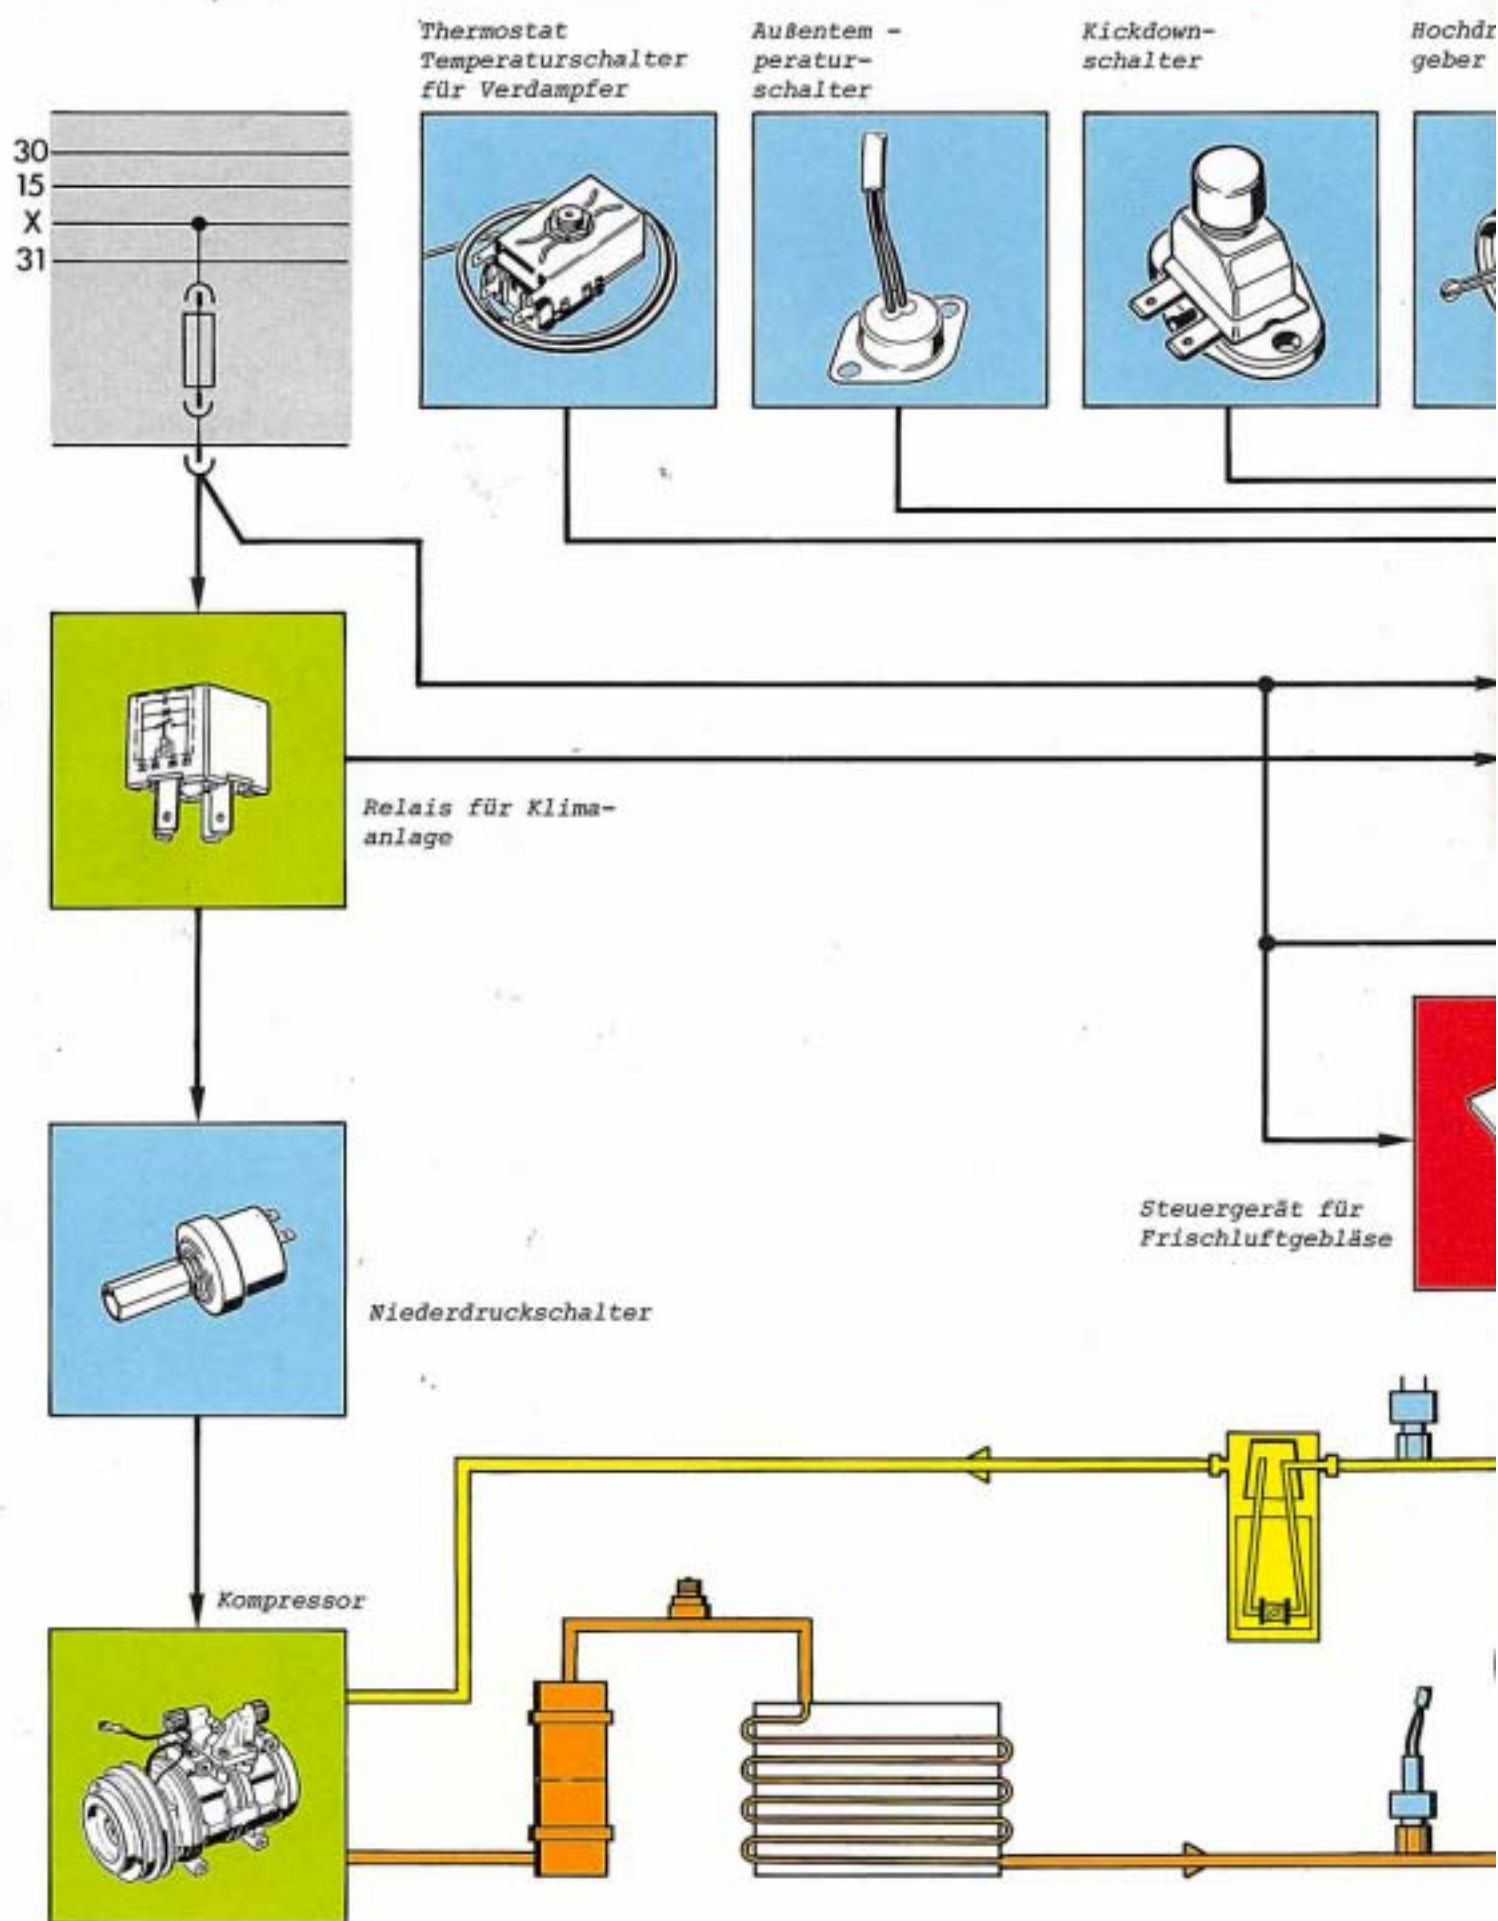 Thermostat
Temperaturschalter
für Verdampfer
Außentem -
peratur-
schalter
Kickdown-
schalter
Hochdr
geber
30
15
X
31
Relais für Klima-
anlage
Steuergerät für
Frischluftgebläse
Niederdruckschalter
Kompressor